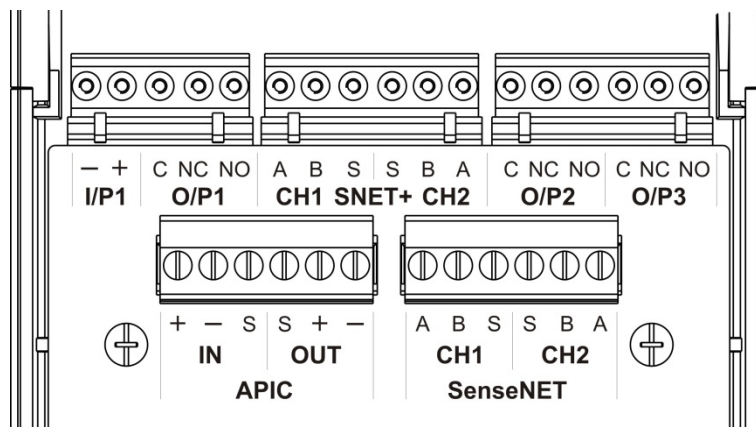 − + C NC NO A B S S B A C NC NO C NC NO
I/P1 O/P1 CH1 SNET+ CH2 O/P2 O/P3
+ − S S + − A B S S B A
IN OUT CH1 CH2
APIC SenseNET